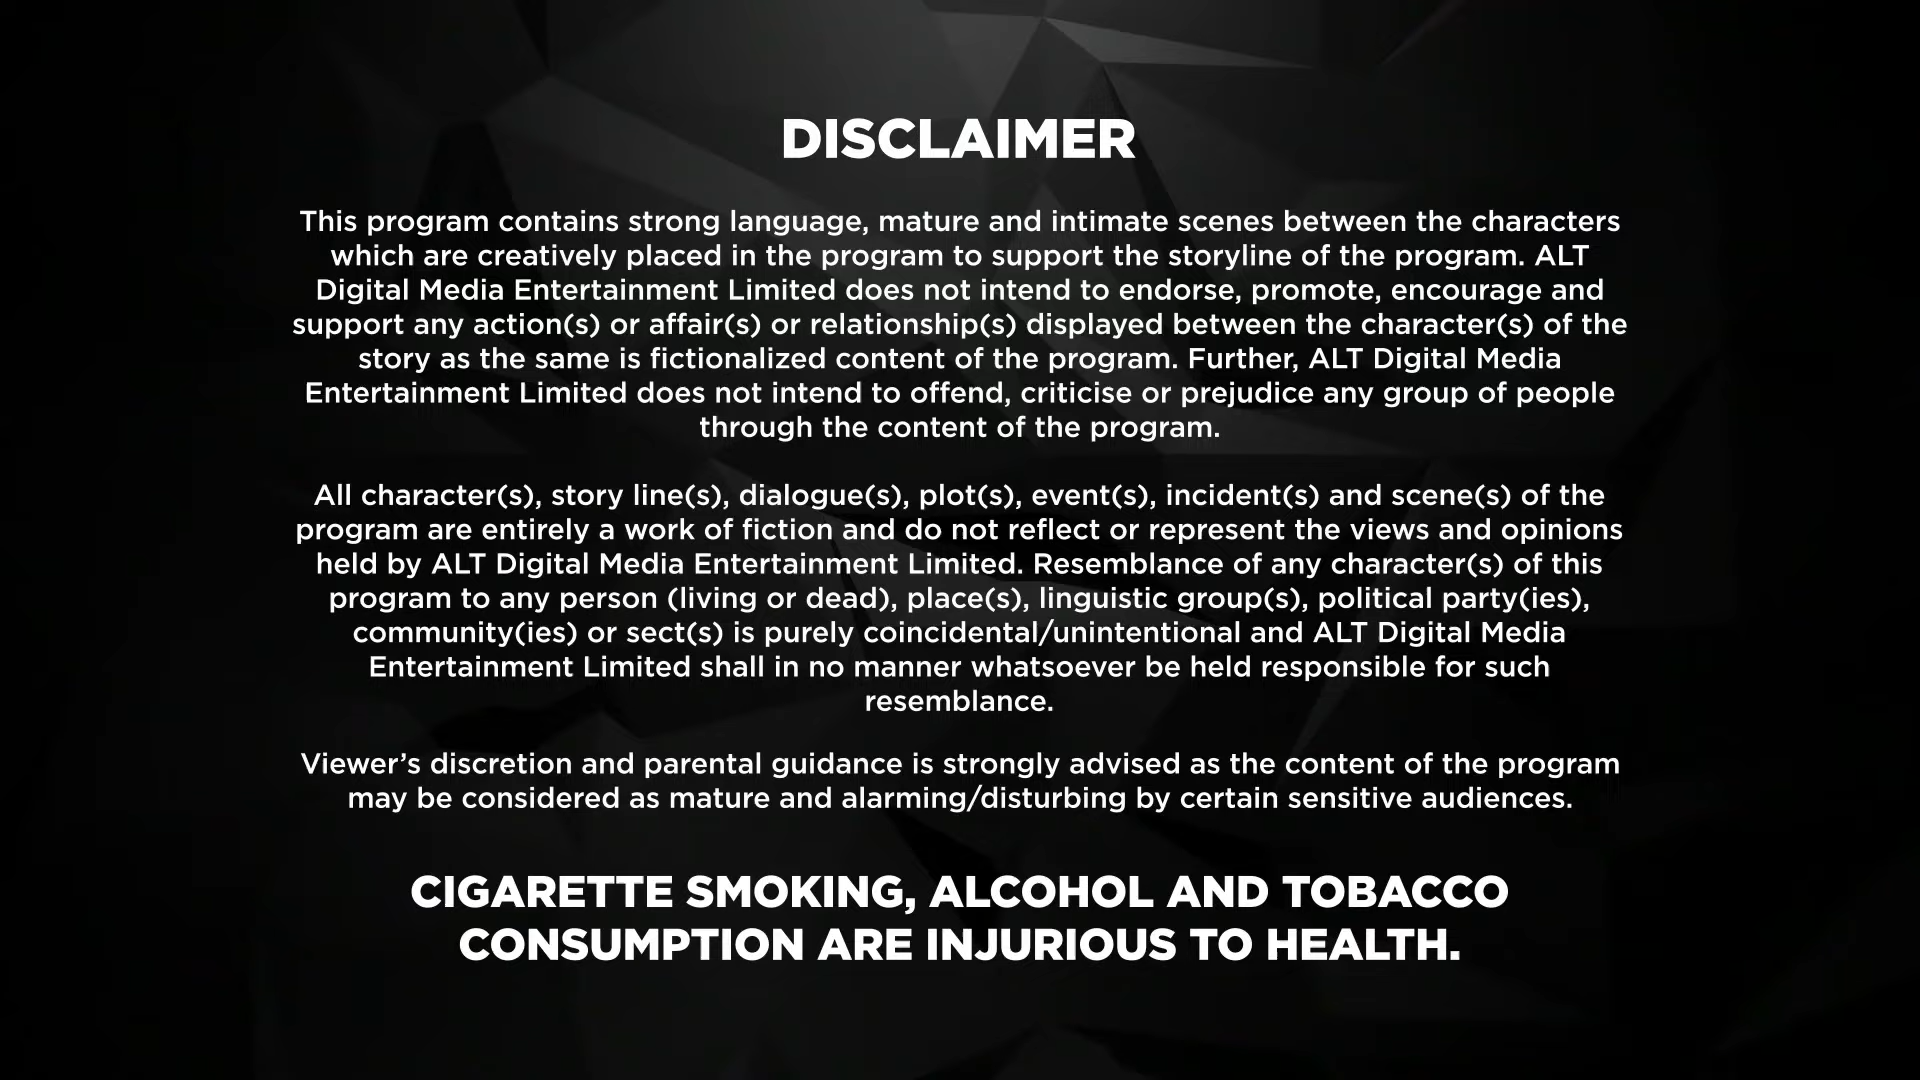 DISCLAIMER
This program contains strong language, mature and intimate scenes between the characters
which are creatively placed in the program to support the storyline of the program. ALT
Digital Media Entertainment Limited does not intend to endorse, promote, encourage and
support any action(s) or affair(s) or relationship(s) displayed between the character(s) of the
story as the same is fictionalized content of the program. Further, ALT Digital Media
Entertainment Limited does not intend to offend, criticise or prejudice any group of people
through the content of the program.
All character(s), story line(s), dialogue(s), plot(s), event(s), incident(s) and scene(s) of the
program are entirely a work of fiction and do not reflect or represent the views and opinions
held by ALT Digital Media Entertainment Limited. Resemblance of any character(s) of this
program to any person (living or dead), place(s), linguistic group(s), political party(ies),
community(ies) or sect(s) is purely coincidental/unintentional and ALT Digital Media
Entertainment Limited shall in no manner whatsoever be held responsible for such
resemblance.
Viewer’s discretion and parental guidance is strongly advised as the content of the program
may be considered as mature and alarming/disturbing by certain sensitive audiences.
CIGARETTE SMOKING, ALCOHOL AND TOBACCO
CONSUMPTION ARE INJURIOUS TO HEALTH.